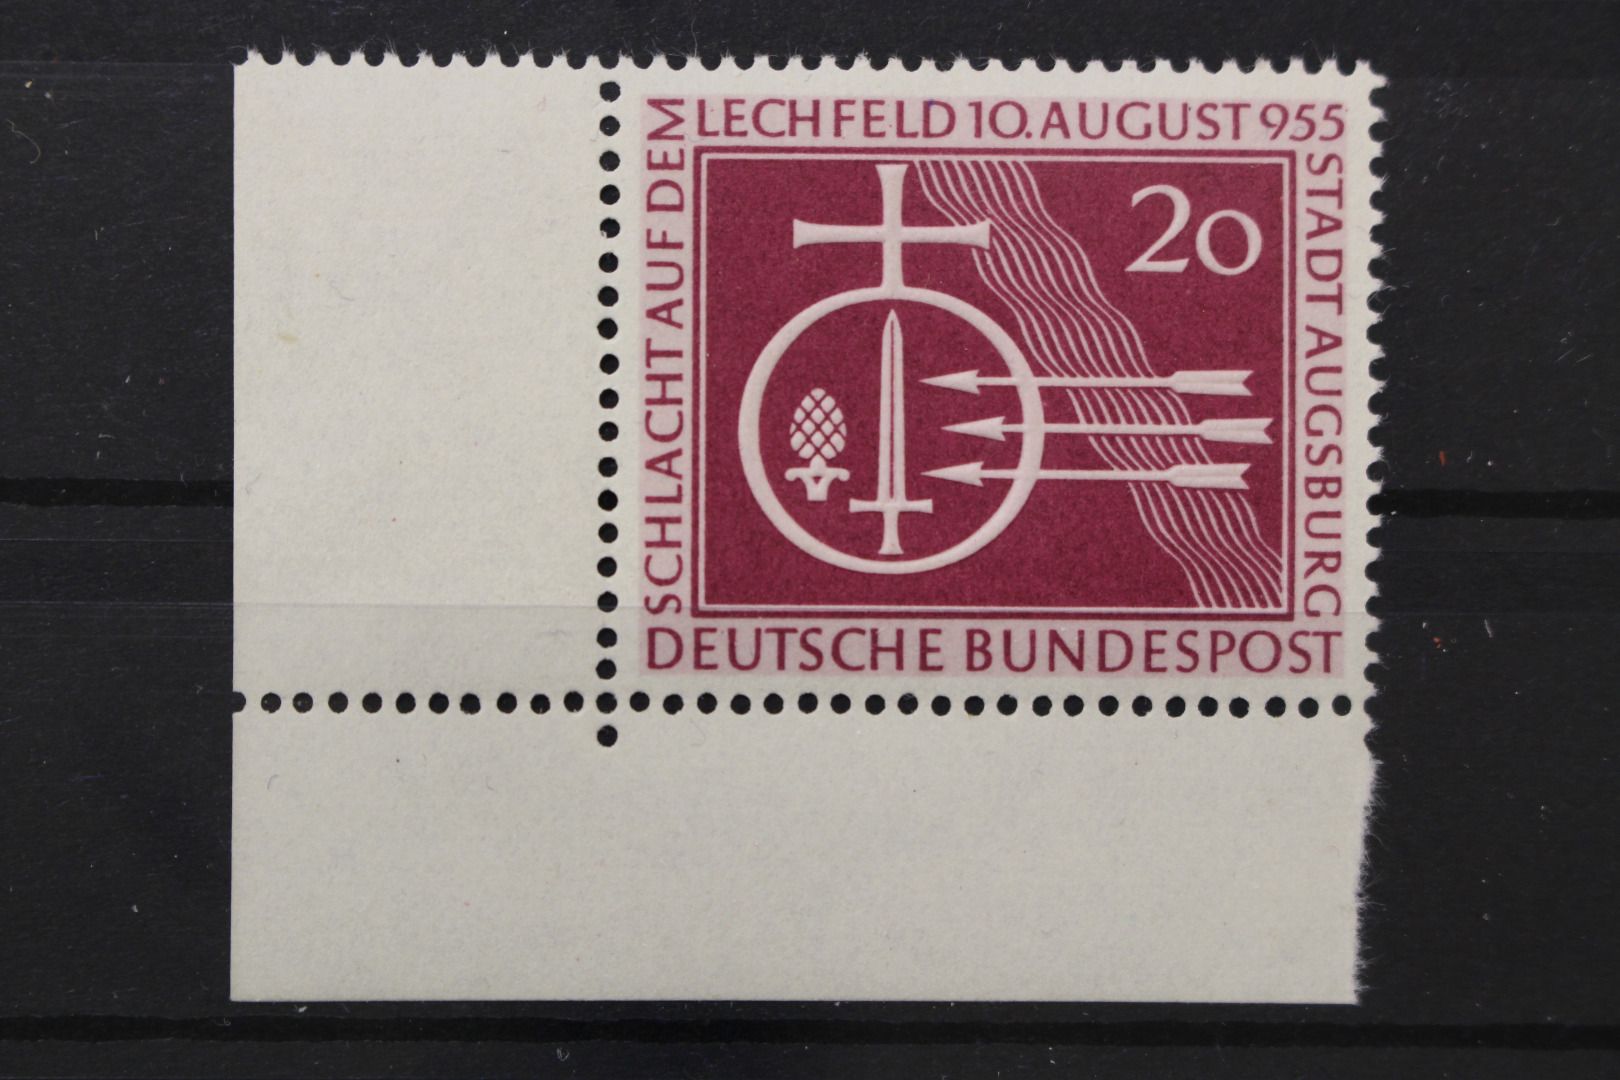 SCHLACHT AUF DEM
LECHFELD 10. AUGUST 955
STADT AUGSBURG
20
DEUTSCHE BUNDESPOST